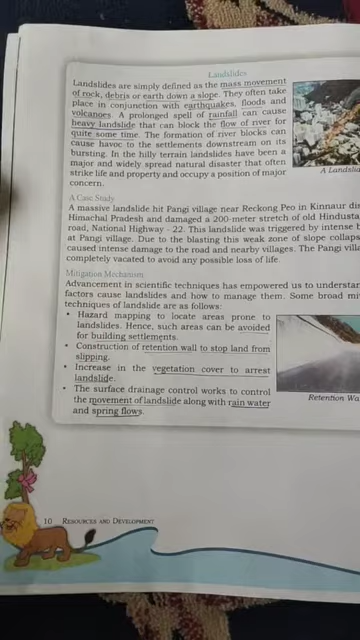 Landslides
Landslides are simply defined as the mass movement
of rock, debris or earth down a slope. They often take
place in conjunction with earthquakes, floods and
volcanoes. A prolonged spell of rainfall can cause
heavy landslide that can block the flow of river for
quite some time. The formation of river blocks can
cause havoc to the settlements downstream on its
bursting. In the hilly terrain landslides have been a
major and widely spread natural disaster that often
strike life and property and occupy a position of major
concern.
A Landslid
A Case Study
A massive landslide hit Pangi village near Reckong Peo in Kinnaur dis
Himachal Pradesh and damaged a 200-meter stretch of old Hindusta
road, National Highway - 22. This landslide was triggered by intense b
at Pangi village. Due to the blasting this weak zone of slope collaps
caused intense damage to the road and nearby villages. The Pangi villa
completely vacated to avoid any possible loss of life.
Mitigation Mechanism
Advancement in scientific techniques has empowered us to understan
factors cause landslides and how to manage them. Some broad mi
techniques of landslide are as follows:
• Hazard mapping to locate areas prone to
landslides. Hence, such areas can be avoided
for building settlements.
• Construction of retention wall to stop land from
slipping.
• Increase in the vegetation cover to arrest
landslide.
• The surface drainage control works to control
the movement of landslide along with rain water
and spring flows.
Retention Wa
10 RESOURCES AND DEVELOPMENT